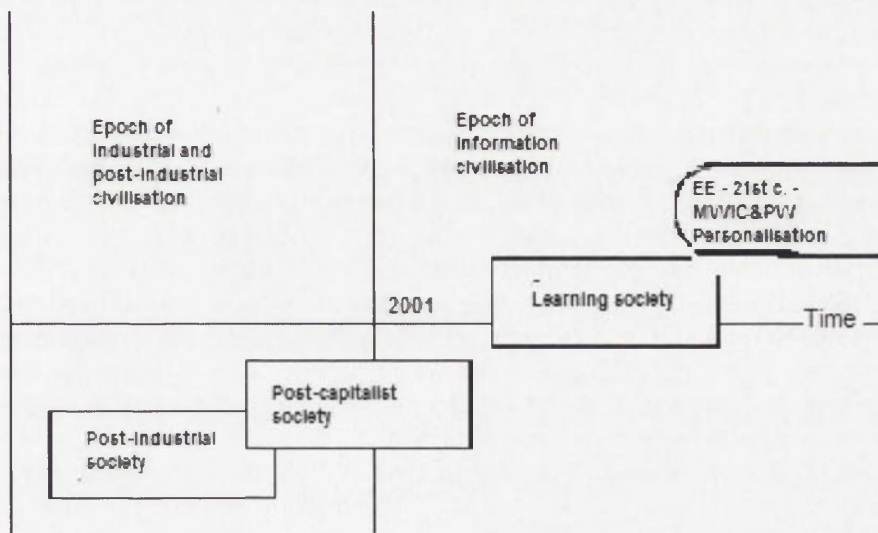 Epoch of
industrial and
post-industrial
civilisation
Epoch of
information
civilisation
EE - 21st c. -
MWIC&PW
Personalisation
Learning society
2001
Time
Post-capitalist
society
Post-industrial
society